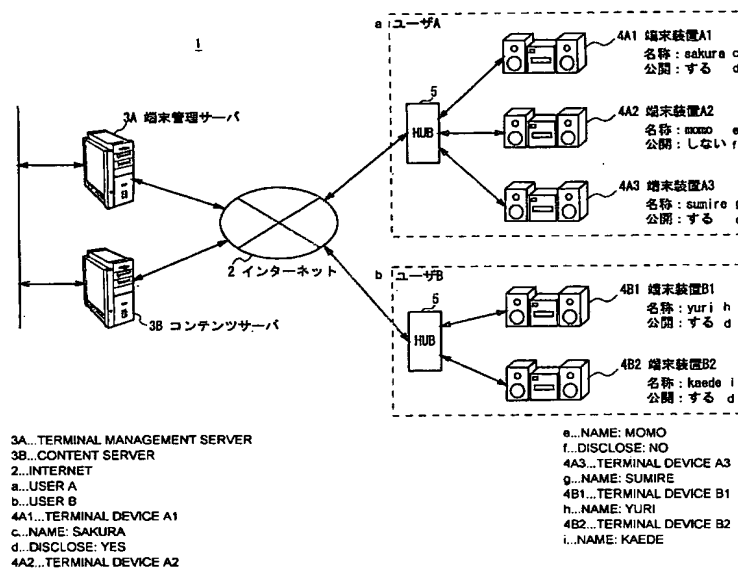 1
a ユーザA
4A1 端末装置A1
名称：sakura c
公開：する d
3A 端末管理サーバ
5
HUB
4A2 端末装置A2
名称：momo e
公開：しない f
4A3 端末装置A3
名称：sumire g
公開：する d
2 インターネット
b ユーザB
3B コンテンツサーバ
5
HUB
4B1 端末装置B1
名称：yuri h
公開：する d
4B2 端末装置B2
名称：kaede i
公開：する d
3A...TERMINAL MANAGEMENT SERVER
3B...CONTENT SERVER
2...INTERNET
a...USER A
b...USER B
4A1...TERMINAL DEVICE A1
c...NAME: SAKURA
d...DISCLOSE: YES
4A2...TERMINAL DEVICE A2
e...NAME: MOMO
f...DISCLOSE: NO
4A3...TERMINAL DEVICE A3
g...NAME: SUMIRE
4B1...TERMINAL DEVICE B1
h...NAME: YURI
4B2...TERMINAL DEVICE B2
i...NAME: KAEDE